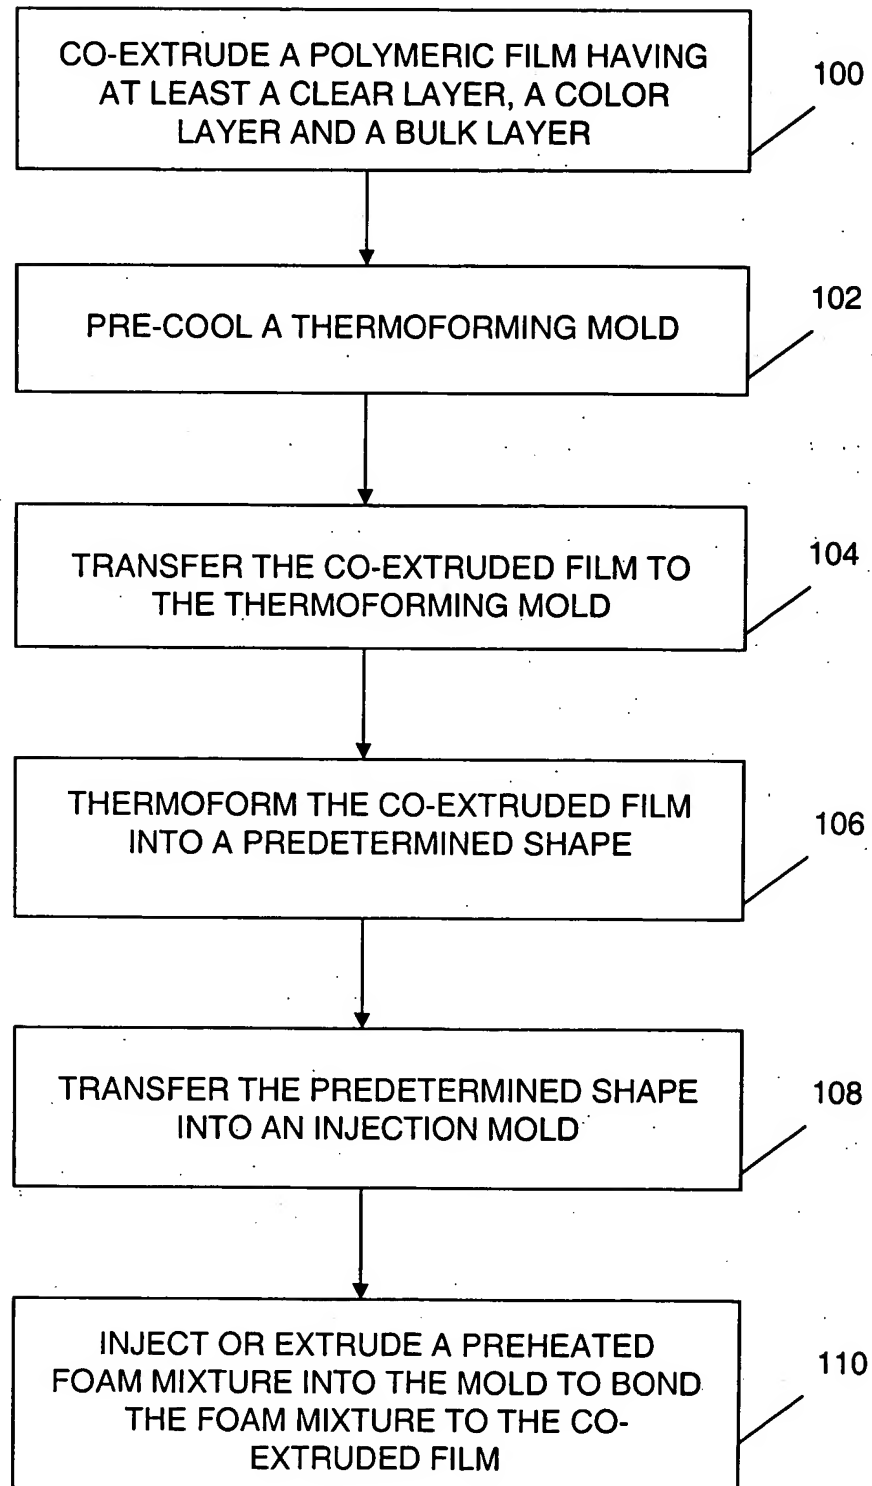 CO-EXTRUDE A POLYMERIC FILM HAVING
AT LEAST A CLEAR LAYER, A COLOR
LAYER AND A BULK LAYER
100
PRE-COOL A THERMOFORMING MOLD
102
TRANSFER THE CO-EXTRUDED FILM TO
THE THERMOFORMING MOLD
104
THERMOFORM THE CO-EXTRUDED FILM
INTO A PREDETERMINED SHAPE
106
TRANSFER THE PREDETERMINED SHAPE
INTO AN INJECTION MOLD
108
INJECT OR EXTRUDE A PREHEATED
FOAM MIXTURE INTO THE MOLD TO BOND
THE FOAM MIXTURE TO THE CO-
EXTRUDED FILM
110